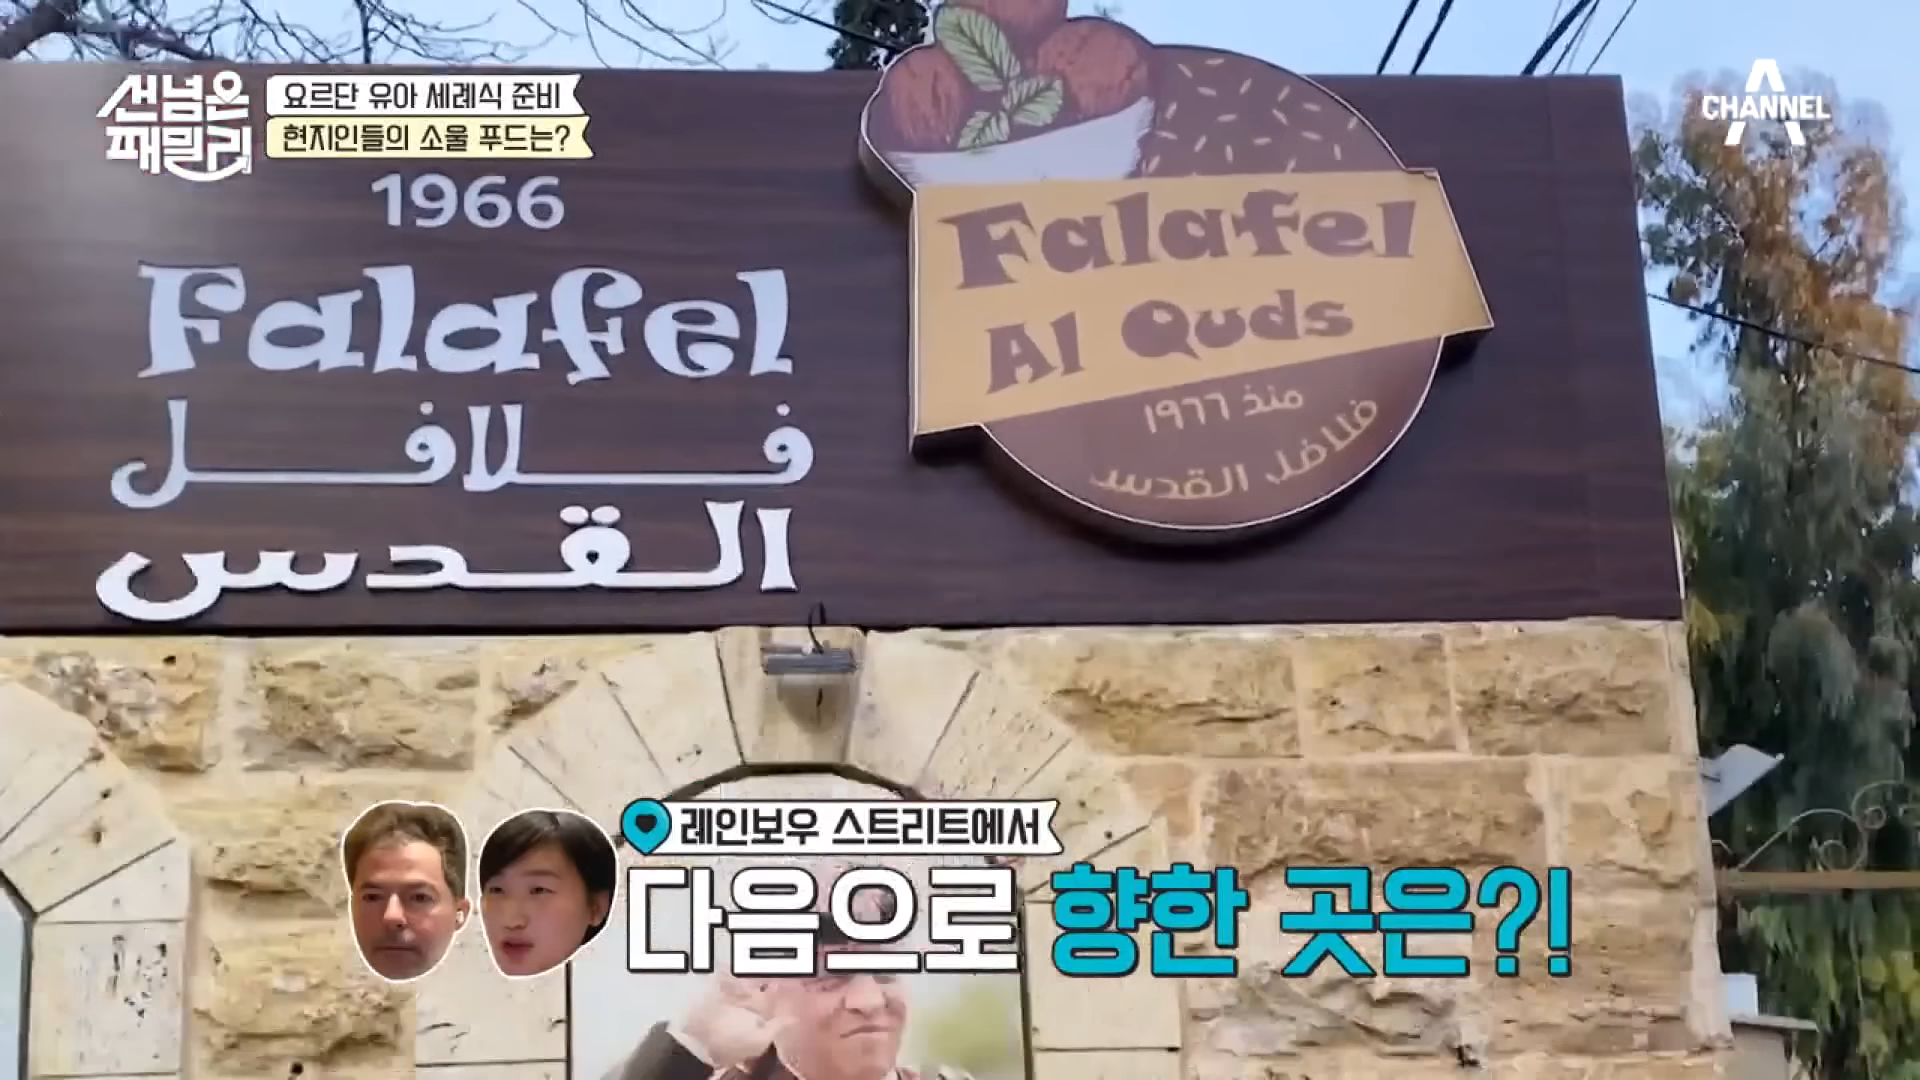 선넘은
패밀리
요르단 유아 세례식 준비
현지인들의 소울 푸드는?
CHANNEL A
1966
Falafel
فلافل
القدس
Falafel
Al Quds
منذ ١٩٦٦
فلافل القدس
레인보우 스트리트에서
다음으로 향한 곳은?!